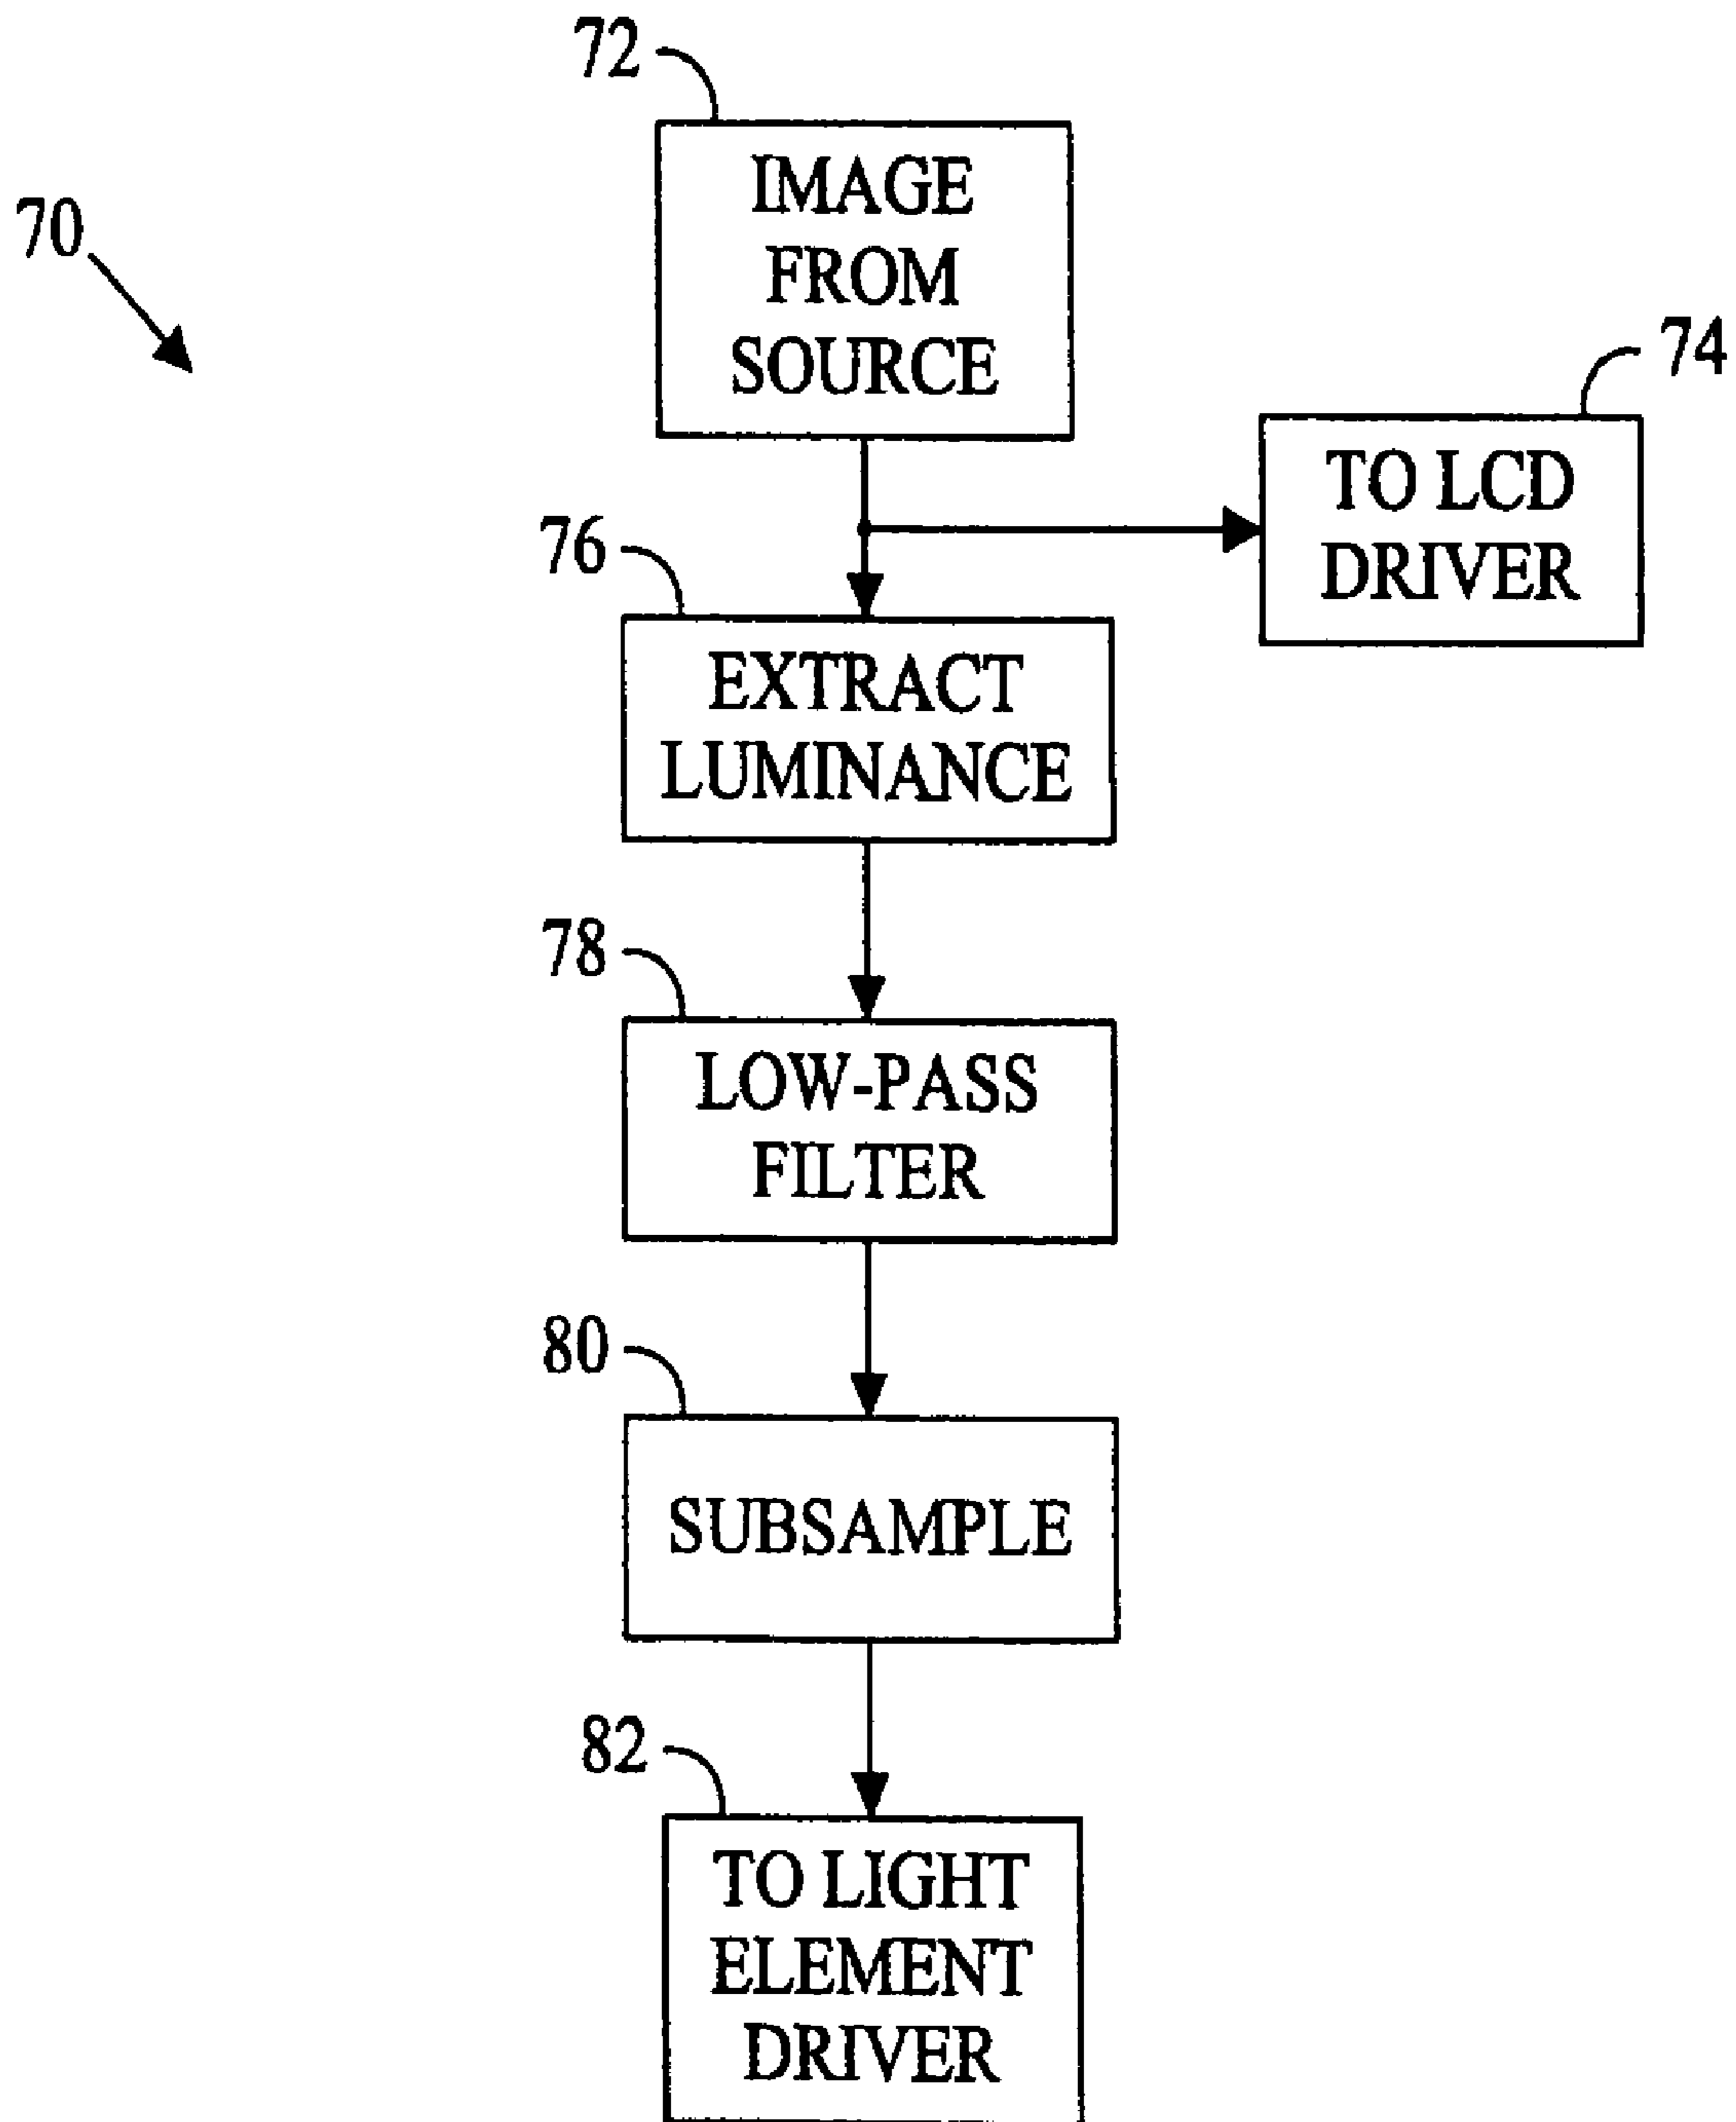 72
IMAGE
FROM
SOURCE
70
74
TO LCD
DRIVER
76
EXTRACT
LUMINANCE
78
LOW-PASS
FILTER
80
SUBSAMPLE
82
TO LIGHT
ELEMENT
DRIVER